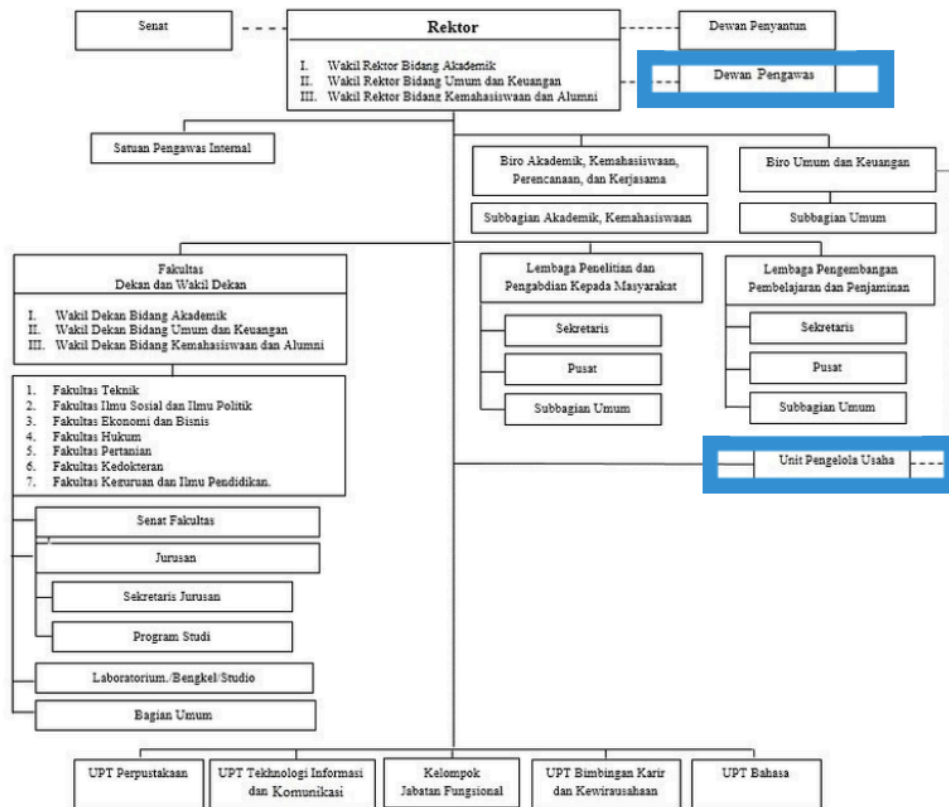 Senat
Rektor
I. Wakil Rektor Bidang Akademik
II. Wakil Rektor Bidang Umum dan Keuangan
III. Wakil Rektor Bidang Kemahasiswaan dan Alumni
Dewan Penyantun
Dewan Pengawas
Satuan Pengawas Internal
Biro Akademik, Kemahasiswaan,
Perencanaan, dan Kerjasama
Biro Umum dan Keuangan
Subbagian Akademik, Kemahasiswaan
Subbagian Umum
Fakultas
Dekan dan Wakil Dekan
I. Wakil Dekan Bidang Akademik
II. Wakil Dekan Bidang Umum dan Keuangan
III. Wakil Dekan Bidang Kemahasiswaan dan Alumni
Lembaga Penelitian dan
Pengabdian Kepada Masyarakat
Sekretaris
Pusat
Subbagian Umum
Lembaga Pengembangan
Pembelajaran dan Penjaminan
Sekretaris
Pusat
Subbagian Umum
1. Fakultas Teknik
2. Fakultas Ilmu Sosial dan Ilmu Politik
3. Fakultas Ekonomi dan Bisnis
4. Fakultas Hukum
5. Fakultas Pertanian
6. Fakultas Kedokteran
7. Fakultas Keguruan dan Ilmu Pendidikan.
Unit Pengelola Usaha
Senat Fakultas
Jurusan
Sekretaris Jurusan
Program Studi
Laboratorium./Bengkel/Studio
Bagian Umum
UPT Perpustakaan
UPT Tekhnologi Informasi
dan Komunikasi
Kelompok
Jabatan Fungsional
UPT Bimbingan Karir
dan Kewirausahaan
UPT Bahasa